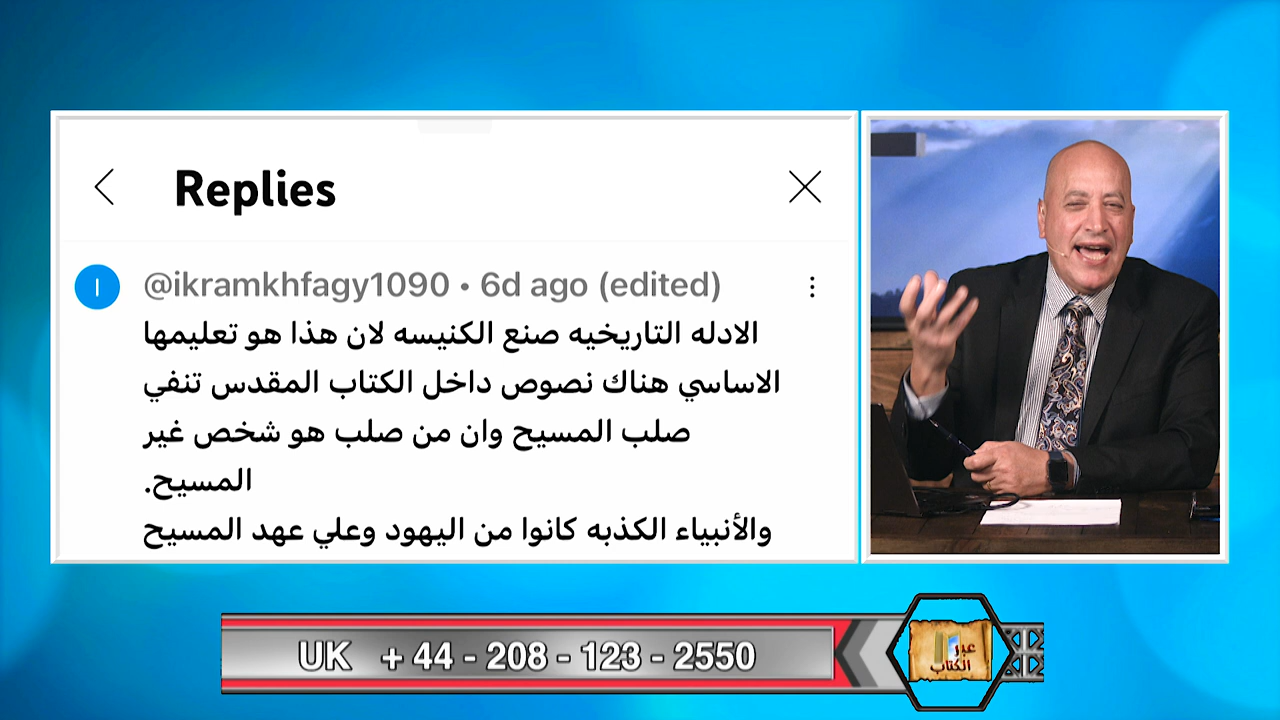 Replies
@ikramkhfagy1090 • 6d ago (edited)
الادله التاريخيه صنع الكنيسه لان هذا هو تعليمها
الاساسي هناك نصوص داخل الكتاب المقدس تنفي
صلب المسيح وان من صلب هو شخص غير
المسيح.
والأنبياء الكذبه كانوا من اليهود وعلي عهد المسيح
UK + 44 - 208 - 123 - 2550
عبر
الكتاب